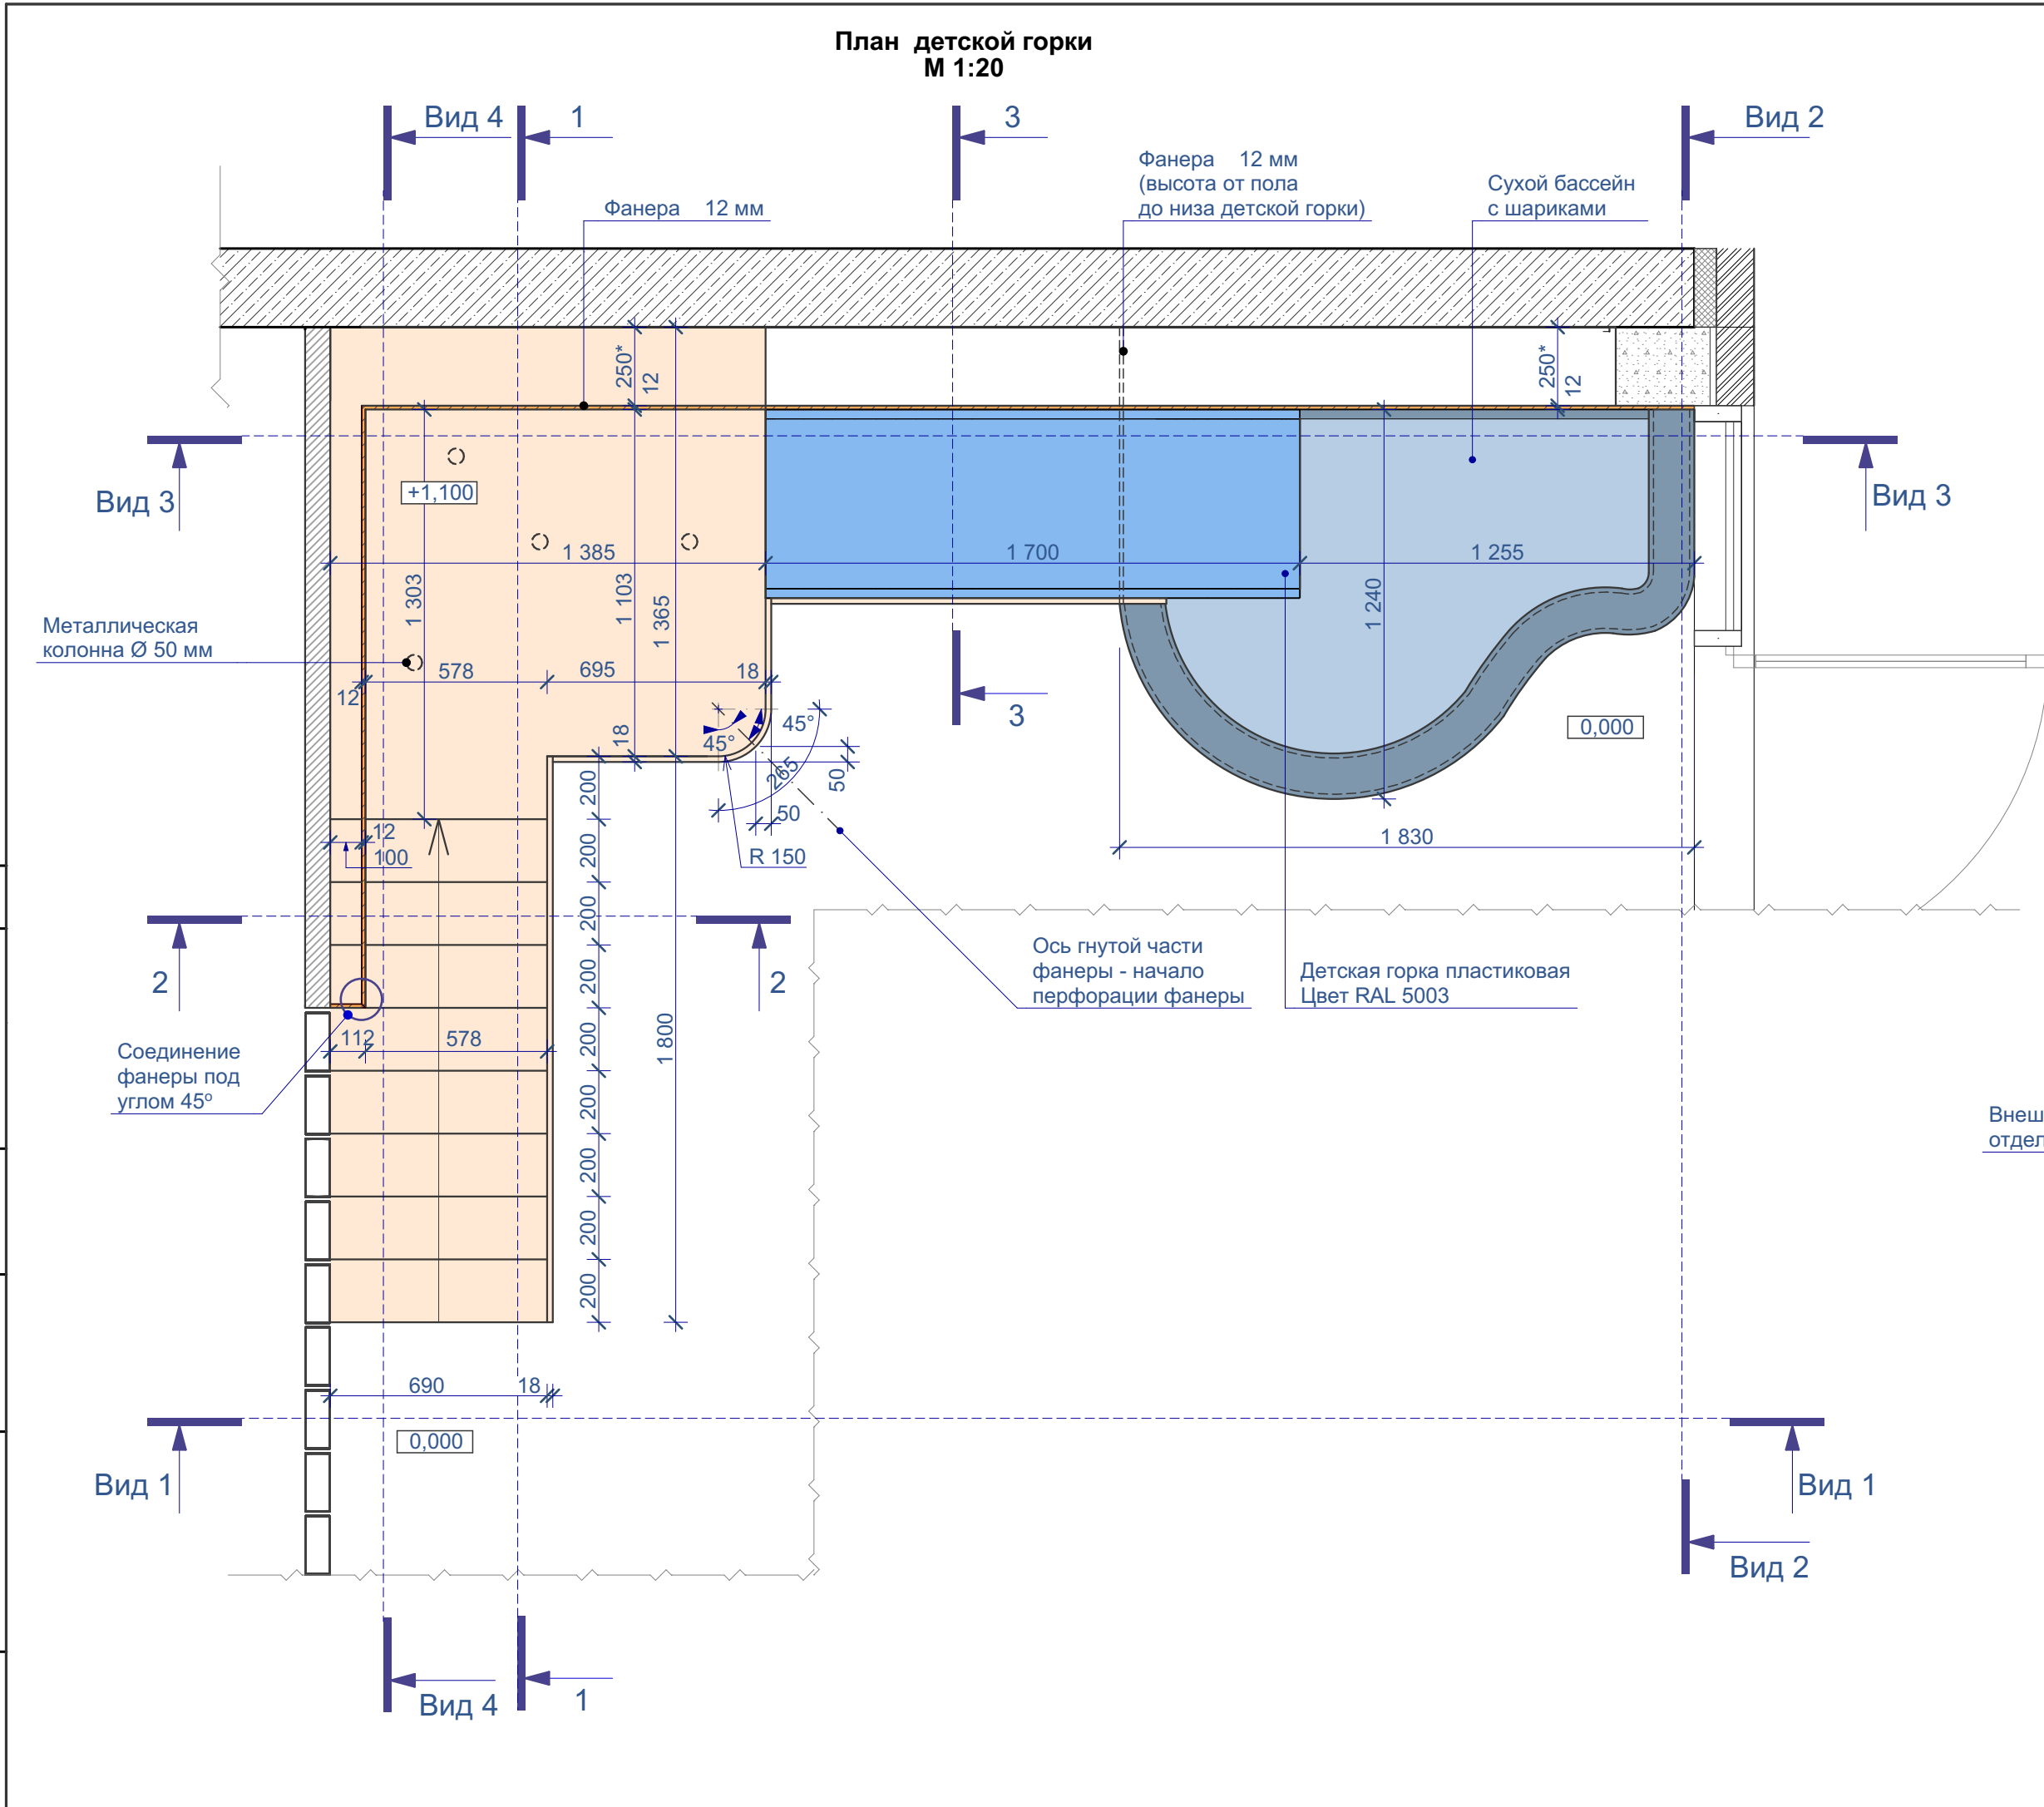 План детской горки
М 1:20
Вид 4
1
3
Вид 2
Фанера 12 мм
Фанера 12 мм
(высота от пола
до низа детской горки)
Сухой бассейн
с шариками
250*
12
250*
12
Вид 3
+1,100
Вид 3
1 385
1 700
1 255
1 303
1 103
1 365
1 240
Металлическая
колонна Ø 50 мм
578
695
18
12
45°
45°
18
265
50
50
R 150
0,000
1 830
200
200
200
200
200
200
200
200
200
1 800
12
100
2
2
Ось гнутой части
фанеры - начало
перфорации фанеры
Детская горка пластиковая
Цвет RAL 5003
3
112
578
Соединение
фанеры под
углом 45º
Внеш
отдел
690
18
0,000
Вид 1
Вид 1
Вид 2
Вид 4
1